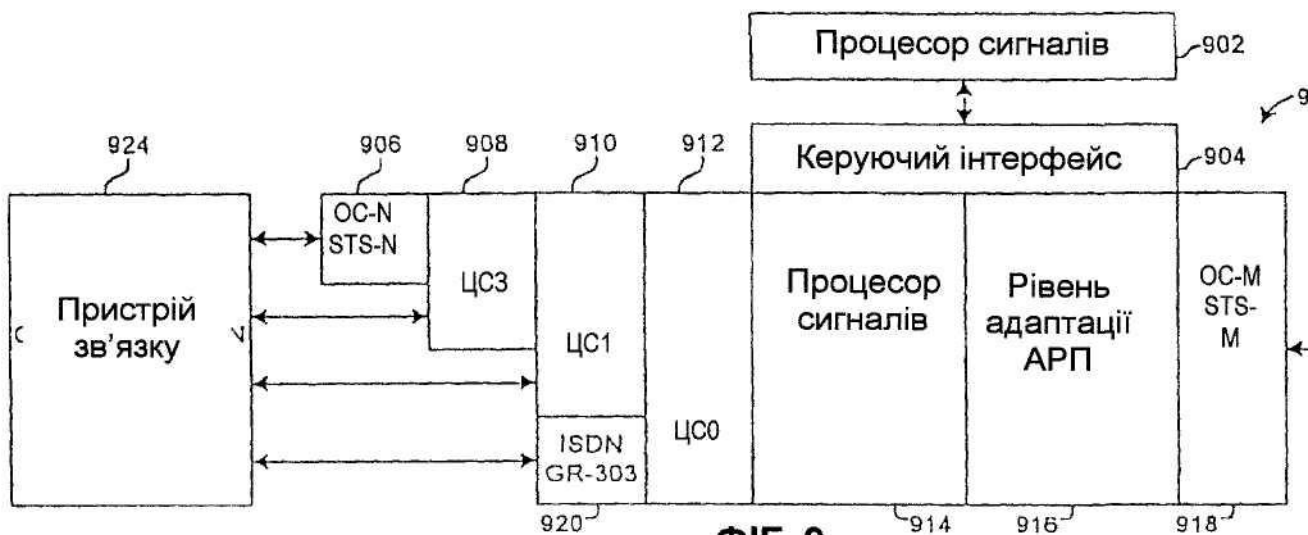 Процесор сигналів
902
9
Керуючий інтерфейс
904
924
906
908
910
912
Пристрій
зв'язку
OC-N
STS-N
ЦС3
ЦС1
ISDN
GR-303
ЦС0
Процесор
сигналів
Рівень
адаптації
АРП
OC-M
STS-
M
920
914
916
918